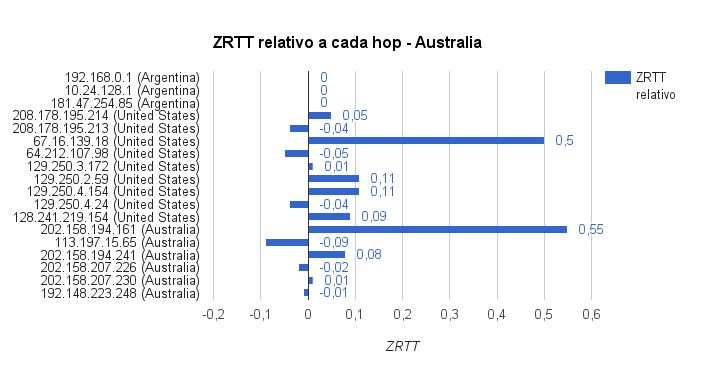 ZRTT relativo a cada hop - Australia
192.168.0.1 (Argentina) 0
10.24.128.1 (Argentina) 0
181.47.254.85 (Argentina) 0
208.178.195.214 (United States) 0,05
208.178.195.213 (United States) -0,04
67.16.139.18 (United States) 0,5
64.212.107.98 (United States) -0,05
129.250.3.172 (United States) 0,01
129.250.2.59 (United States) 0,11
129.250.4.154 (United States) 0,11
129.250.4.24 (United States) -0,04
128.241.219.154 (United States) 0,09
202.158.194.161 (Australia) 0,55
113.197.15.65 (Australia) -0,09
202.158.194.241 (Australia) 0,08
202.158.207.226 (Australia) -0,02
202.158.207.230 (Australia) 0,01
192.148.223.248 (Australia) -0,01
-0,2 -0,1 0 0,1 0,2 0,3 0,4 0,5 0,6
ZRTT
ZRTT
relativo